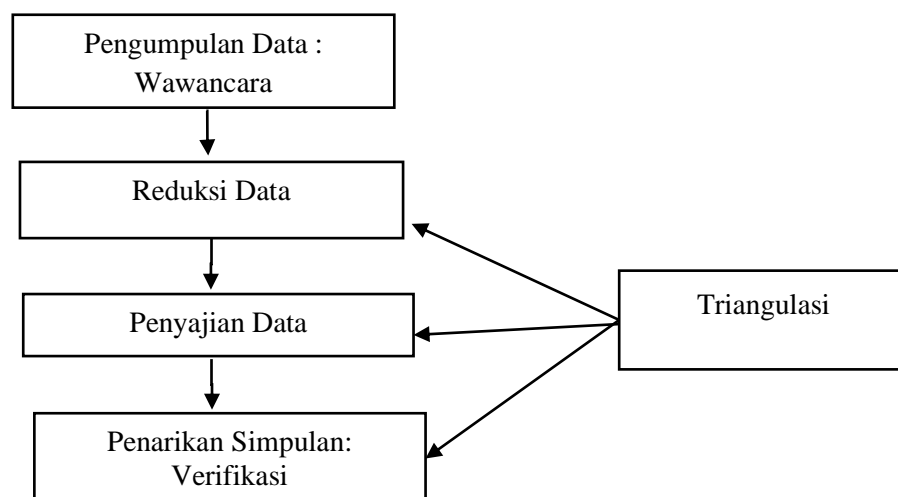 Pengumpulan Data :
Wawancara
Reduksi Data
Penyajian Data
Triangulasi
Penarikan Simpulan:
Verifikasi